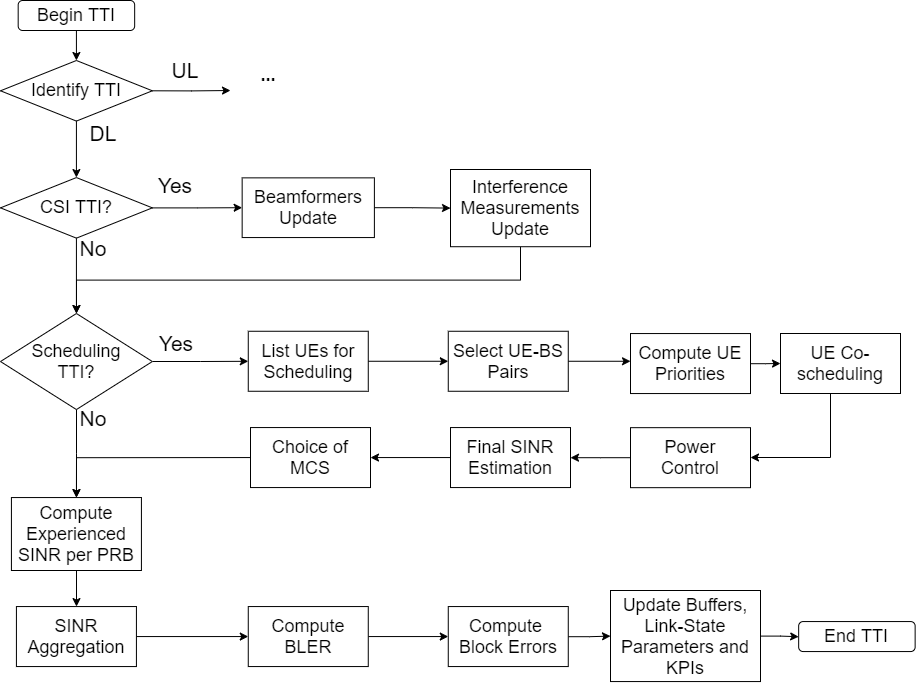 Begin TTI
Identify TTI
UL
...
DL
CSI TTI?
Yes
Beamformers
Update
Interference
Measurements
Update
No
Scheduling
TTI?
Yes
List UEs for
Scheduling
Select UE-BS
Pairs
Compute UE
Priorities
UE Co-
scheduling
No
Choice of
MCS
Final SINR
Estimation
Power
Control
Compute
Experienced
SINR per PRB
SINR
Aggregation
Compute
BLER
Compute
Block Errors
Update Buffers,
Link-State
Parameters and
KPIs
End TTI